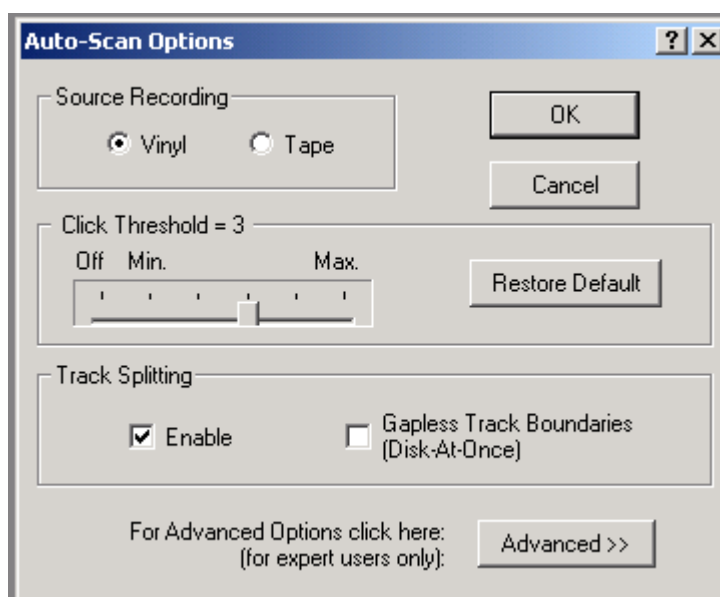 Auto-Scan Options
Source Recording
Vinyl Tape
OK
Cancel
Click Threshold = 3
Off Min. Max.
Restore Default
Track Splitting
Enable
Gapless Track Boundaries
(Disk-At-Once)
For Advanced Options click here:
(for expert users only):
Advanced >>